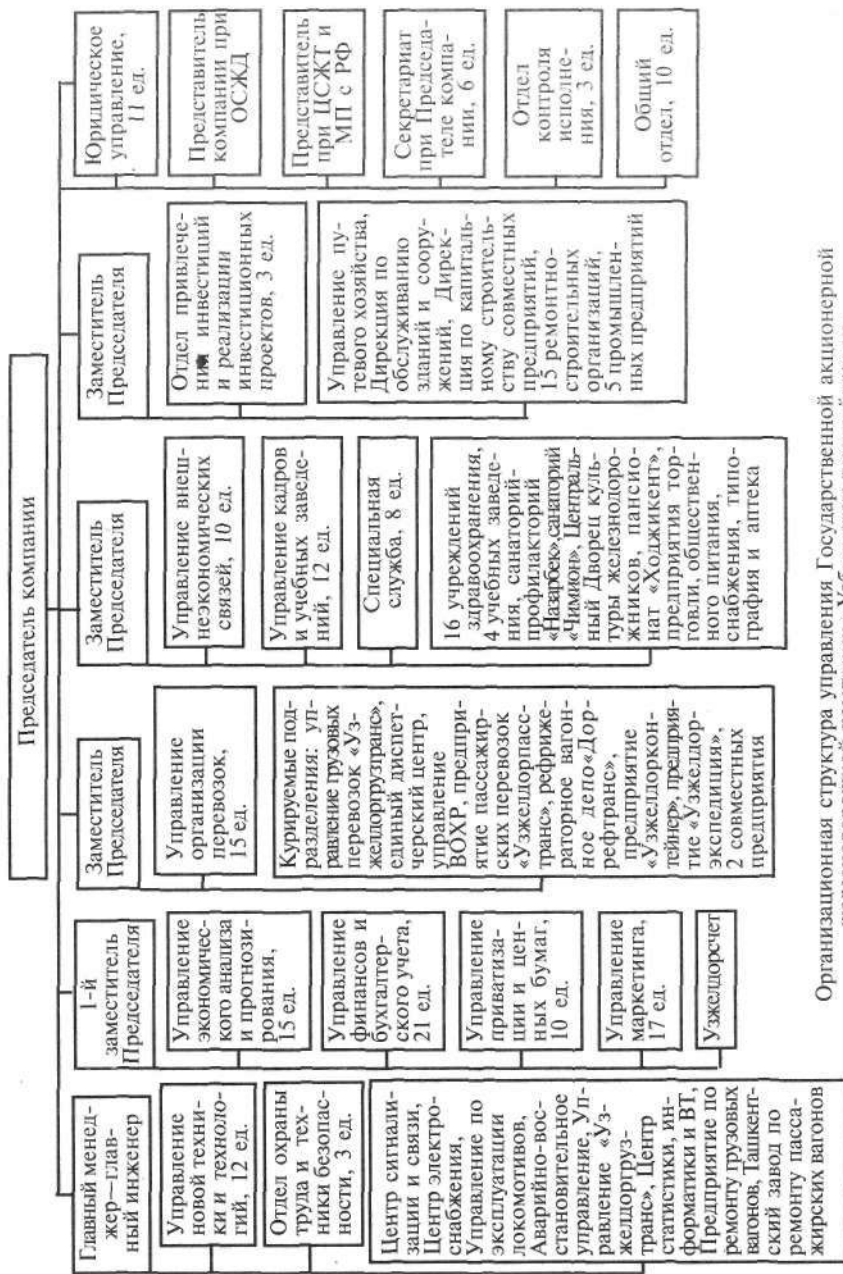 Председатель компании
Главный менед-
жер—глав-
ный инженер
Управление
новой техни-
ки и техноло-
гий, 12 ед.
Отдел охраны
труда и тех-
ники безопас-
ности, 3 ед.
Центр сигнали-
зации и связи,
Центр электро-
снабжения,
Управление по
эксплуатации
локомотивов,
Аварийно-вос-
становительное
управление, Уп-
равление «Уз-
желдоргруз-
транс», Центр
статистики, ин-
форматики и ВТ,
Предприятие по
ремонту грузовых
вагонов, Ташкент-
ский завод по
ремонту пасса-
жирских вагонов
1-й
заместитель
Председателя
Управление
экономичес-
кого анализа
и прогнози-
рования,
15 ед.
Управление
финансов и
бухгалтер-
ского учета,
21 ед.
Управление
приватиза-
ции и цен-
ных бумаг,
10 ед.
Управление
маркетинга,
17 ед.
Узжелдорсчет
Заместитель
Председателя
Управление
организации
перевозок,
15 ед.
Курируемые под-
разделения: уп-
равление грузовых
перевозок «Уз-
желдоргрузтранс»,
единый диспет-
черский центр,
управление
ВОХР, предпри-
ятие пассажир-
ских перевозок
«Узжелдорпасс-
транс», рефриже-
раторное вагон-
ное депо«Дор-
рефтранс»,
предприятие
«Узжелдоркон-
тейнер», предприя-
тие «Узжелдор-
экспедиция»,
2 совместных
предприятия
Заместитель
Председателя
Управление внеш-
неэкономических
связей, 10 ед.
Управление кадров
и учебных заведе-
ний, 12 ед.
Специальная
служба, 8 ед.
16 учреждений
здравоохранения,
4 учебных заведе-
ния, санаторий-
профилакторий
«Назарбек»,санаторий
«Чимион», Централь-
ный Дворец куль-
туры железнодоро-
жников, пансио-
нат «Ходжикент»,
предприятия тор-
говли, обществен-
ного питания,
снабжения, типо-
графия и аптека
Заместитель
Председателя
Отдел привлече-
ния инвестиций
и реализации
инвестиционных
проектов, 3 ед.
Управление пу-
тевого хозяйства,
Дирекция по
обслуживанию
зданий и соору-
жений, Дирек-
ция по капиталь-
ному строитель-
ству совместных
предприятий,
15 ремонтно-
строительных
организаций,
5 промышлен-
ных предприятий
Юридическое
управление,
11 ед.
Представитель
компании при
ОСЖД
Представитель
при ЦСЖТ и
МП с РФ
Секретариат
при Председа-
теле компа-
нии, 6 ед.
Отдел
контроля
исполне-
ния, 3 ед.
Общий
отдел, 10 ед.
Организационная структура управления Государственной акционерной